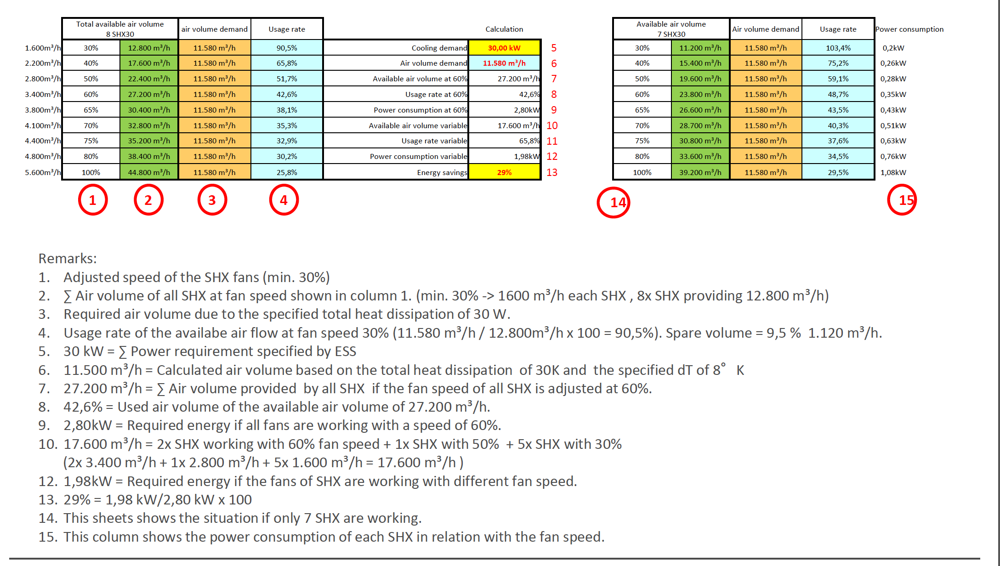 Total available air volume
8 SHX30
air volume demand
Usage rate
Calculation
Available air volume
7 SHX30
Air volume demand
Usage rate
Power consumption
1.600m³/h 30% 12.800 m³/h 11.580 m³/h 90,5% Cooling demand 30,00 kW 5 30% 11.200 m³/h 11.580 m³/h 103,4% 0,2kW
2.200m³/h 40% 17.600 m³/h 11.580 m³/h 65,8% Air volume demand 11.580 m³/h 6 40% 15.400 m³/h 11.580 m³/h 75,2% 0,26kW
2.800m³/h 50% 22.400 m³/h 11.580 m³/h 51,7% Available air volume at 60% 27.200 m³/h 7 50% 19.600 m³/h 11.580 m³/h 59,1% 0,28kW
3.400m³/h 60% 27.200 m³/h 11.580 m³/h 42,6% Usage rate at 60% 42,6% 8 60% 23.800 m³/h 11.580 m³/h 48,7% 0,35kW
3.800m³/h 65% 30.400 m³/h 11.580 m³/h 38,1% Power consumption at 60% 2,80kW 9 65% 26.600 m³/h 11.580 m³/h 43,5% 0,43kW
4.100m³/h 70% 32.800 m³/h 11.580 m³/h 35,3% Available air volume variable 17.600 m³/h 10 70% 28.700 m³/h 11.580 m³/h 40,3% 0,51kW
4.400m³/h 75% 35.200 m³/h 11.580 m³/h 32,9% Usage rate variable 65,8% 11 75% 30.800 m³/h 11.580 m³/h 37,6% 0,63kW
4.800m³/h 80% 38.400 m³/h 11.580 m³/h 30,2% Power consumption variable 1,98kW 12 80% 33.600 m³/h 11.580 m³/h 34,5% 0,76kW
5.600m³/h 100% 44.800 m³/h 11.580 m³/h 25,8% Energy savings 29% 13 100% 39.200 m³/h 11.580 m³/h 29,5% 1,08kW
1 2 3 4 14 15
Remarks:
1. Adjusted speed of the SHX fans (min. 30%)
2. ∑ Air volume of all SHX at fan speed shown in column 1. (min. 30% -> 1600 m³/h each SHX , 8x SHX providing 12.800 m³/h)
3. Required air volume due to the specified total heat dissipation of 30 W.
4. Usage rate of the availabe air flow at fan speed 30% (11.580 m³/h / 12.800m³/h x 100 = 90,5%). Spare volume = 9,5 % 1.120 m³/h.
5. 30 kW = ∑ Power requirement specified by ESS
6. 11.500 m³/h = Calculated air volume based on the total heat dissipation of 30K and the specified dT of 8° K
7. 27.200 m³/h = ∑ Air volume provided by all SHX if the fan speed of all SHX is adjusted at 60%.
8. 42,6% = Used air volume of the available air volume of 27.200 m³/h.
9. 2,80kW = Required energy if all fans are working with a speed of 60%.
10. 17.600 m³/h = 2x SHX working with 60% fan speed + 1x SHX with 50% + 5x SHX with 30%
(2x 3.400 m³/h + 1x 2.800 m³/h + 5x 1.600 m³/h = 17.600 m³/h )
12. 1,98kW = Required energy if the fans of SHX are working with different fan speed.
13. 29% = 1,98 kW/2,80 kW x 100
14. This sheets shows the situation if only 7 SHX are working.
15. This column shows the power consumption of each SHX in relation with the fan speed.